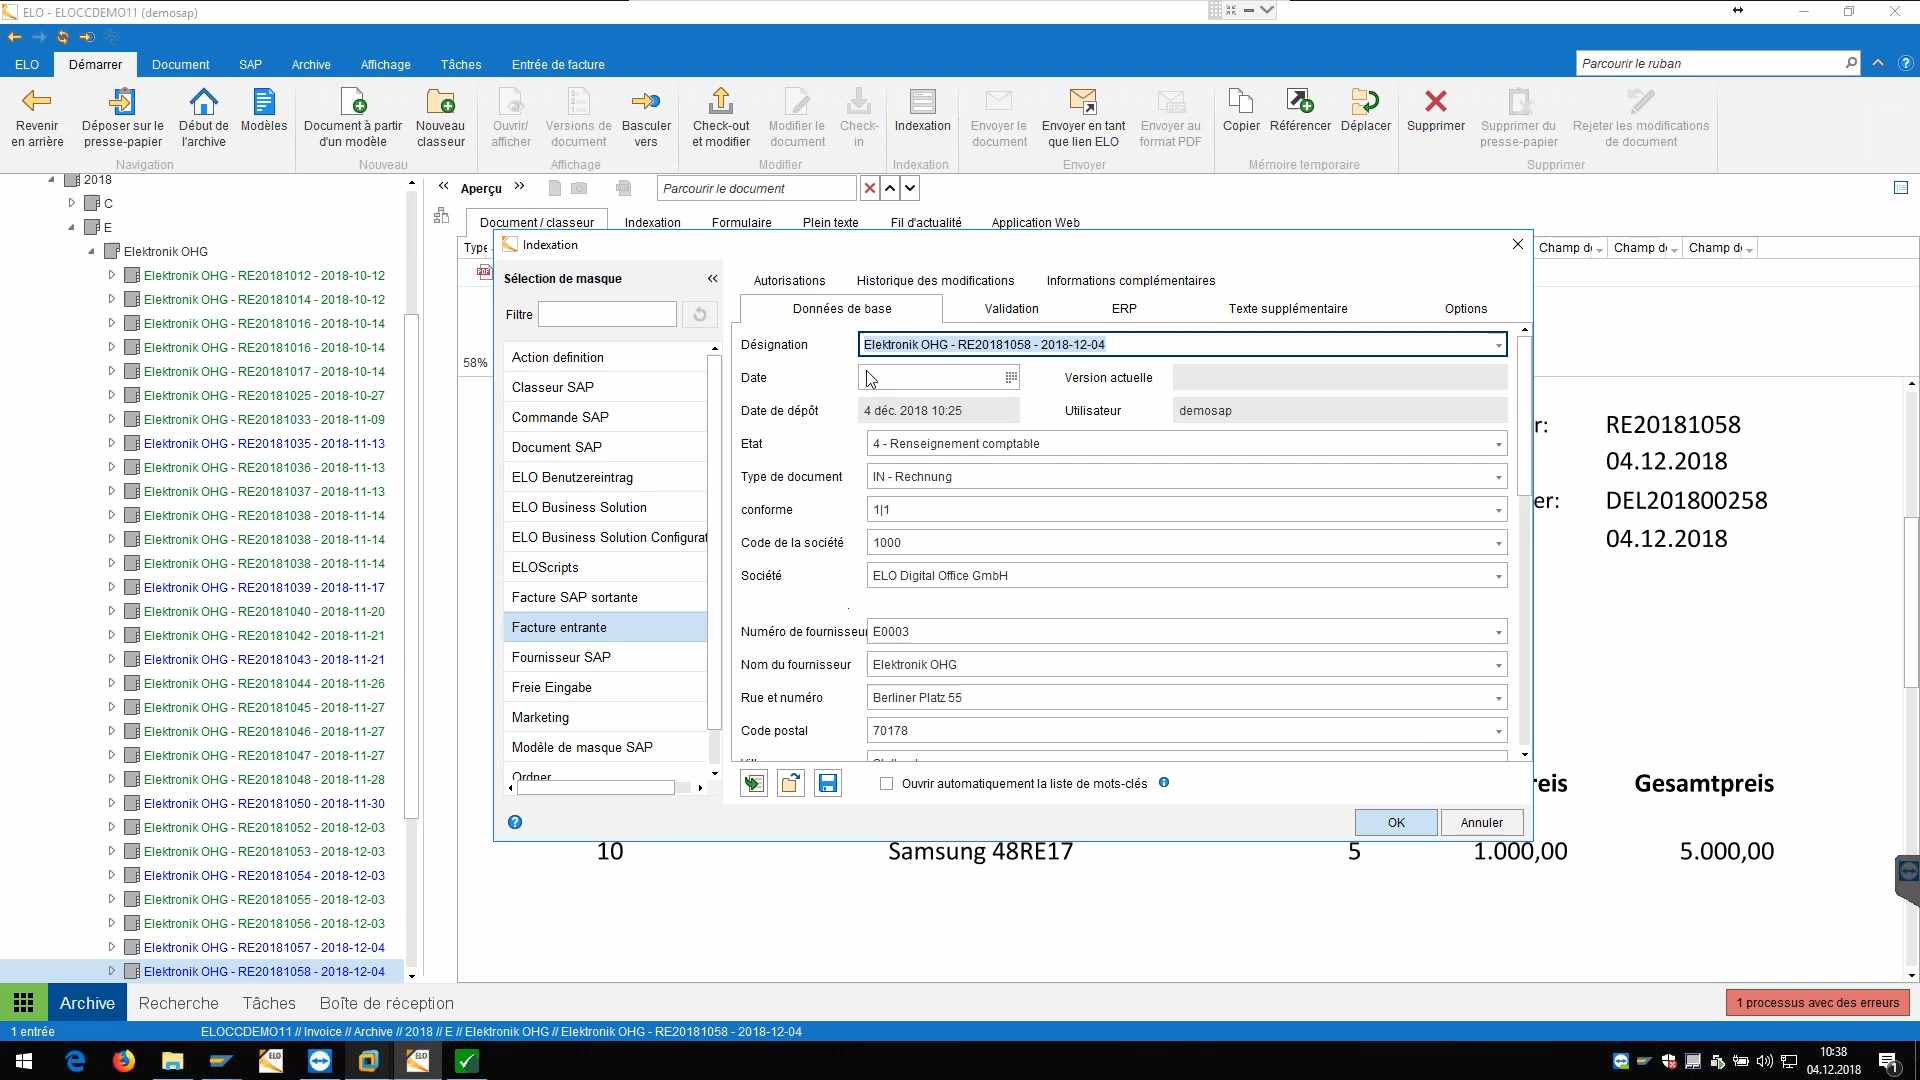 ELO - ELOCCDEMO11 (demosap)
ELO
Démarrer
Document
SAP
Archive
Affichage
Tâches
Entrée de facture
Parcourir le ruban
Revenir en arrière
Déposer sur le presse-papier
Début de l'archive
Modèles
Navigation
Document à partir d'un modèle
Nouveau classeur
Nouveau
Ouvrir/ afficher
Versions de document
Basculer vers
Affichage
Check-out et modifier
Modifier le document
Check-in
Modifier
Indexation
Indexation
Envoyer le document
Envoyer en tant que lien ELO
Envoyer au format PDF
Envoyer
Copier
Référencer
Déplacer
Mémoire temporaire
Supprimer
Supprimer du presse-papier
Rejeter les modifications de document
Supprimer
2018
C
E
Elektronik OHG
Elektronik OHG - RE20181012 - 2018-10-12
Elektronik OHG - RE20181014 - 2018-10-12
Elektronik OHG - RE20181016 - 2018-10-14
Elektronik OHG - RE20181016 - 2018-10-14
Elektronik OHG - RE20181017 - 2018-10-14
Elektronik OHG - RE20181025 - 2018-10-27
Elektronik OHG - RE20181033 - 2018-11-09
Elektronik OHG - RE20181035 - 2018-11-13
Elektronik OHG - RE20181036 - 2018-11-13
Elektronik OHG - RE20181037 - 2018-11-13
Elektronik OHG - RE20181038 - 2018-11-14
Elektronik OHG - RE20181038 - 2018-11-14
Elektronik OHG - RE20181038 - 2018-11-14
Elektronik OHG - RE20181039 - 2018-11-17
Elektronik OHG - RE20181040 - 2018-11-20
Elektronik OHG - RE20181042 - 2018-11-21
Elektronik OHG - RE20181043 - 2018-11-21
Elektronik OHG - RE20181044 - 2018-11-26
Elektronik OHG - RE20181045 - 2018-11-27
Elektronik OHG - RE20181046 - 2018-11-27
Elektronik OHG - RE20181047 - 2018-11-27
Elektronik OHG - RE20181048 - 2018-11-28
Elektronik OHG - RE20181050 - 2018-11-30
Elektronik OHG - RE20181052 - 2018-12-03
Elektronik OHG - RE20181053 - 2018-12-03
Elektronik OHG - RE20181054 - 2018-12-03
Elektronik OHG - RE20181055 - 2018-12-03
Elektronik OHG - RE20181056 - 2018-12-03
Elektronik OHG - RE20181057 - 2018-12-04
Elektronik OHG - RE20181058 - 2018-12-04
Aperçu
Parcourir le document
Document / classeur
Indexation
Formulaire
Plein texte
Fil d'actualité
Application Web
Type
Champ d
Champ d
Champ d
PDF
58%
Indexation
Sélection de masque
Filtre
Action definition
Classeur SAP
Commande SAP
Document SAP
ELO Benutzereintrag
ELO Business Solution
ELO Business Solution Configurat
ELOScripts
Facture SAP sortante
Facture entrante
Fournisseur SAP
Freie Eingabe
Marketing
Modèle de masque SAP
Ordner
Autorisations
Historique des modifications
Informations complémentaires
Données de base
Validation
ERP
Texte supplémentaire
Options
Désignation
Elektronik OHG - RE20181058 - 2018-12-04
Date
Version actuelle
Date de dépôt
4 déc. 2018 10:25
Utilisateur
demosap
Etat
4 - Renseignement comptable
Type de document
IN - Rechnung
conforme
1|1
Code de la société
1000
Société
ELO Digital Office GmbH
Numéro de fournisseur
E0003
Nom du fournisseur
Elektronik OHG
Rue et numéro
Berliner Platz 55
Code postal
70178
Ouvrir automatiquement la liste de mots-clés
OK
Annuler
r:
RE20181058
04.12.2018
er:
DEL201800258
04.12.2018
eis
Gesamtpreis
10
Samsung 48RE17
5
1.000,00
5.000,00
Archive
Recherche
Tâches
Boîte de réception
1 processus avec des erreurs
1 entrée
ELOCCDEMO11 // Invoice // Archive // 2018 // E // Elektronik OHG // Elektronik OHG - RE20181058 - 2018-12-04
10:38
04.12.2018
1